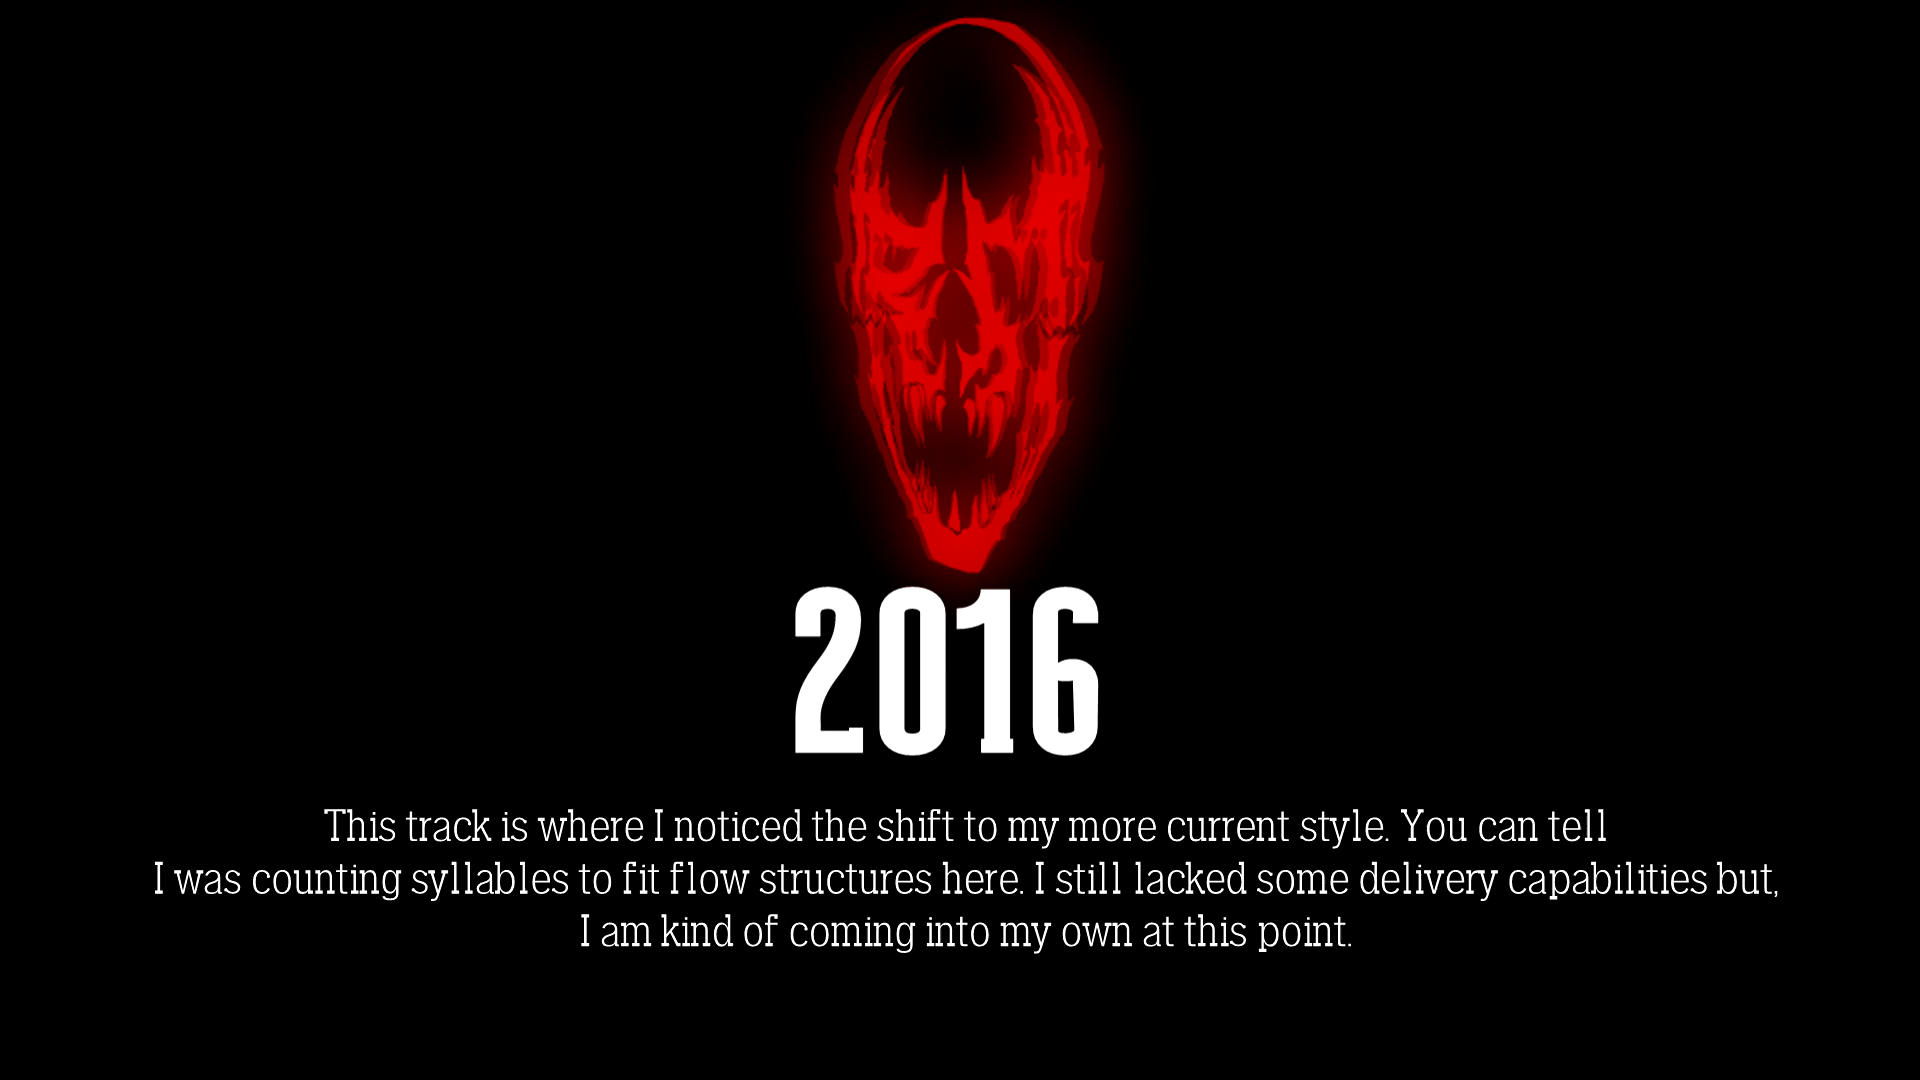 2016
This track is where I noticed the shift to my more current style. You can tell
I was counting syllables to fit flow structures here. I still lacked some delivery capabilities but,
I am kind of coming into my own at this point.